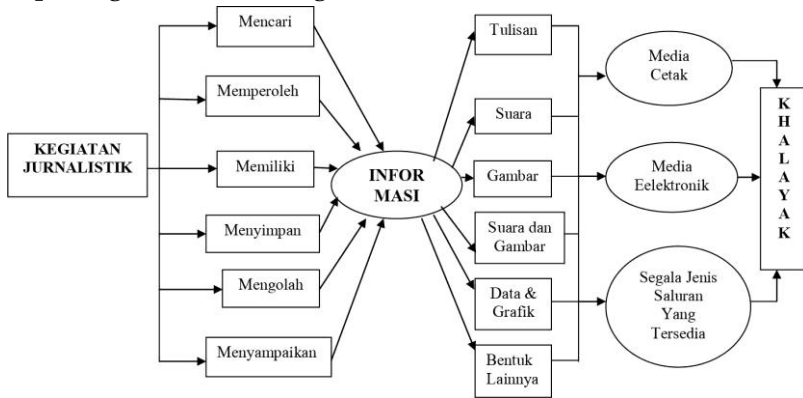 Mencari
Memperoleh
KEGIATAN
JURNALISTIK
Memiliki
Menyimpan
Mengolah
Menyampaikan
INFOR
MASI
Tulisan
Suara
Gambar
Suara dan
Gambar
Data &
Grafik
Bentuk
Lainnya
Media
Cetak
Media
Eelektronik
Segala Jenis
Saluran
Yang
Tersedia
K
H
A
L
A
Y
A
K